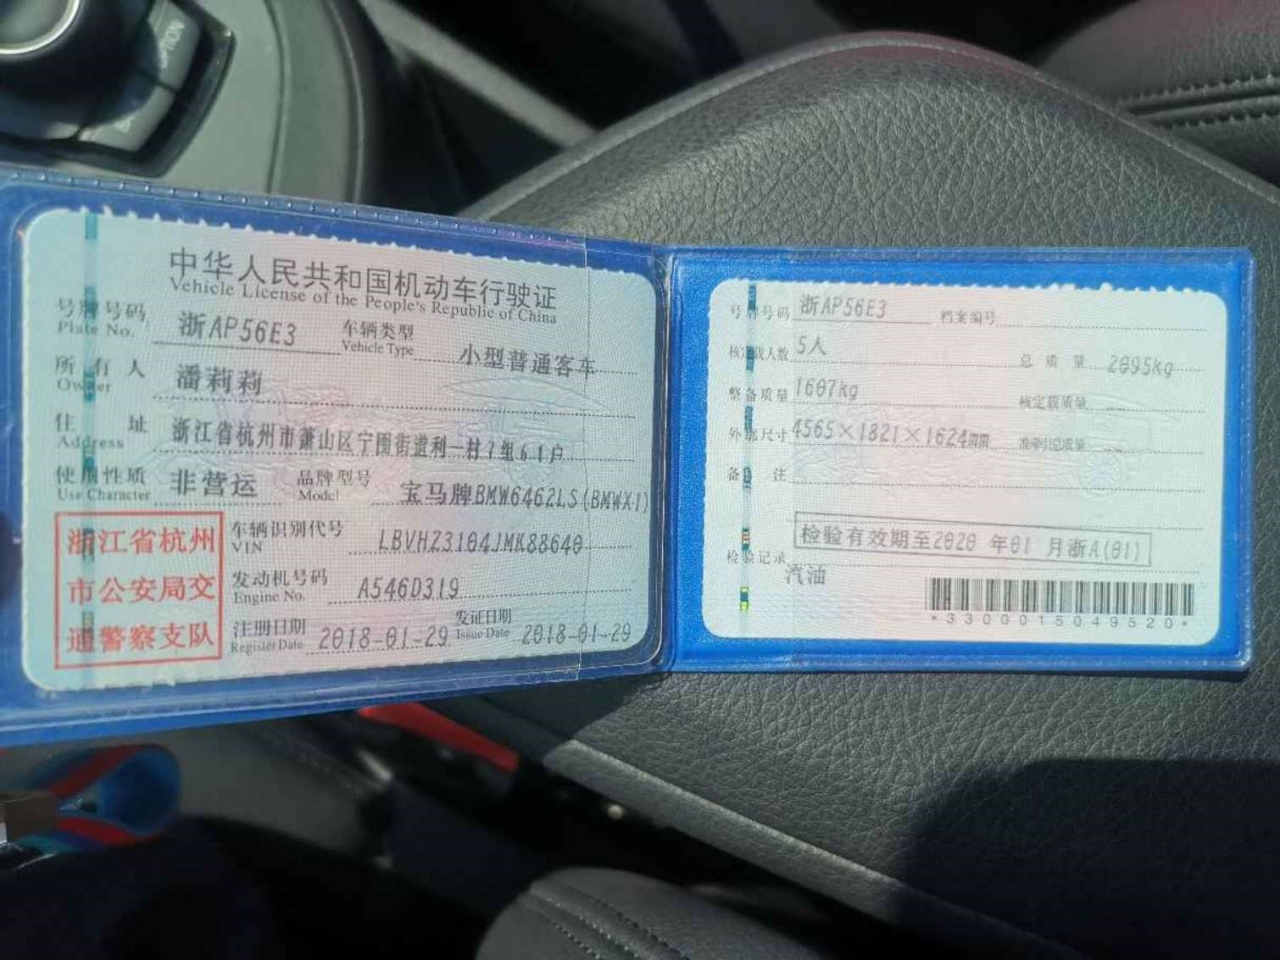 中华人民共和国机动车行驶证
Vehicle License of the People's Republic of China
号牌号码 浙AP56E3 车辆类型 小型普通客车
Plate No. Vehicle Type
所有人 潘莉莉
Owner
住址 浙江省杭州市萧山区宁围街道利一村7组61户
Address
使用性质 非营运 品牌型号 宝马牌BMW6462LS(BMWX1)
Use Character Model
浙江省杭州
市公安局交
通警察支队
车辆识别代号 LBVHZ3104JMK88640
VIN
发动机号码 A546D319
Engine No.
注册日期 2018-01-29 发证日期 2018-01-29
Register Date Issue Date
号牌号码 浙AP56E3 档案编号
核定载人数 5人 总质量 2095kg
整备质量 1607kg 核定载质量 --
外廓尺寸 4565×1821×1624mm 准牵引总质量 --
备注
检验有效期至2020 年01 月浙A(01)
检验记录
汽油
*3300015049520*